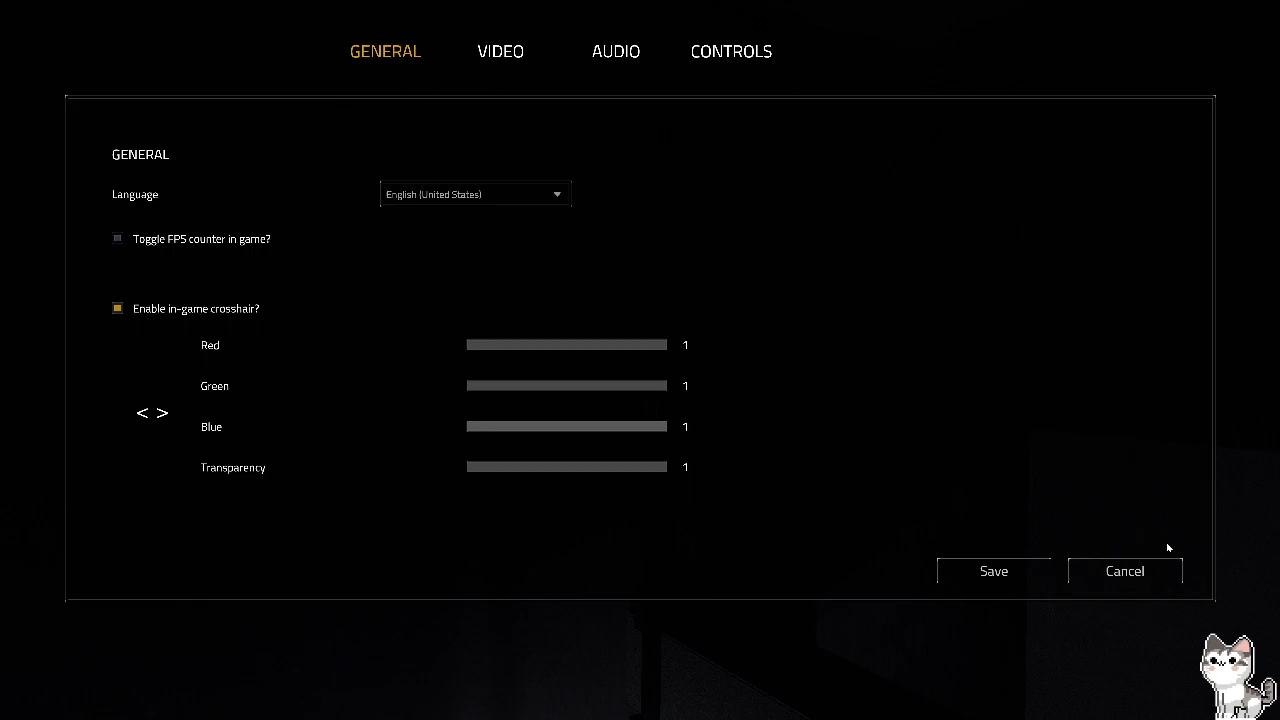 GENERAL VIDEO AUDIO CONTROLS
GENERAL
Language English (United States)
Toggle FPS counter in game?
Enable in-game crosshair?
Red 1
Green 1
< >
Blue 1
Transparency 1
Save Cancel